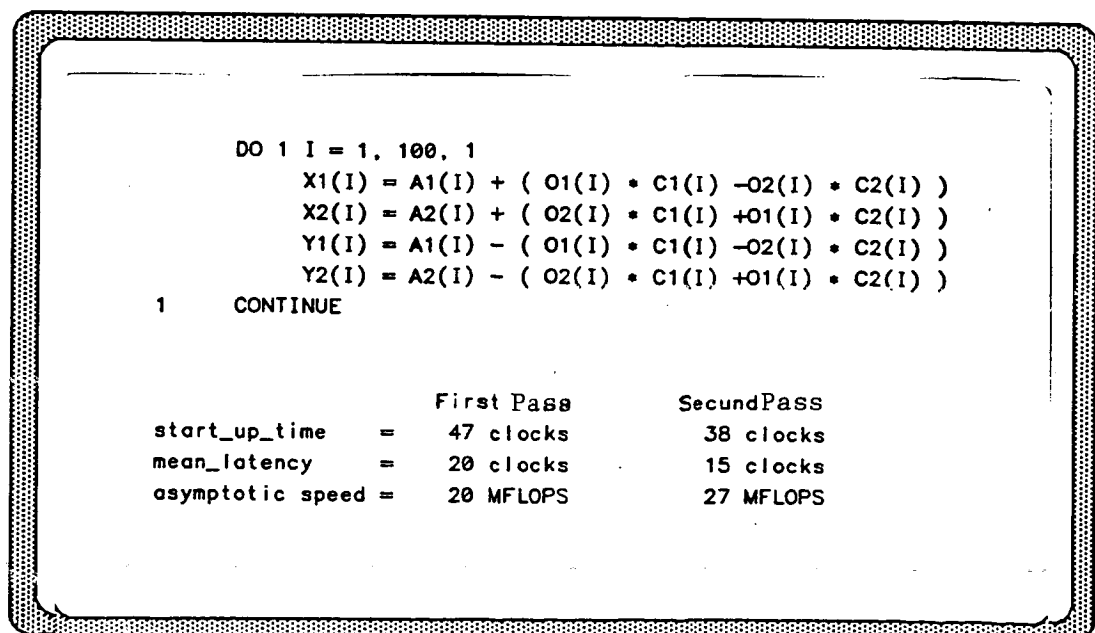 DO 1 I = 1, 100, 1
X1(I) = A1(I) + ( O1(I) * C1(I) -O2(I) * C2(I) )
X2(I) = A2(I) + ( O2(I) * C1(I) +O1(I) * C2(I) )
Y1(I) = A1(I) - ( O1(I) * C1(I) -O2(I) * C2(I) )
Y2(I) = A2(I) - ( O2(I) * C1(I) +O1(I) * C2(I) )
1 CONTINUE
First Pass SecundPass
start_up_time = 47 clocks 38 clocks
mean_latency = 20 clocks 15 clocks
asymptotic speed = 20 MFLOPS 27 MFLOPS